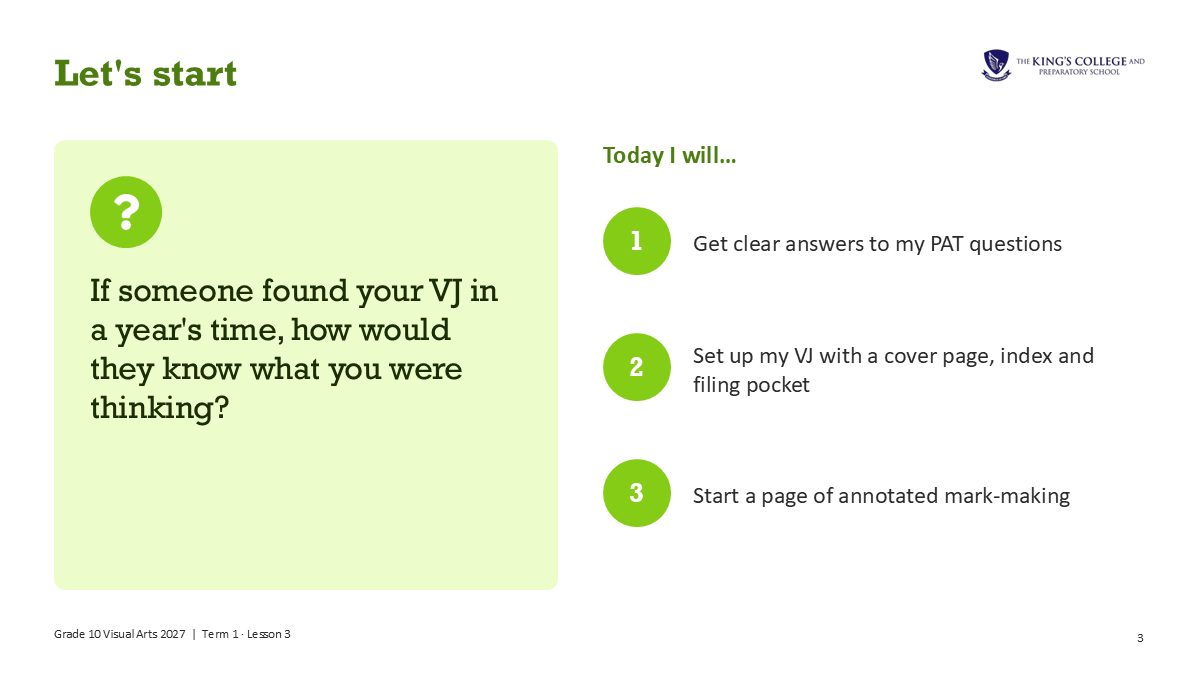 Let's start
THE KING'S COLLEGE AND
PREPARATORY SCHOOL
?
If someone found your VJ in
a year's time, how would
they know what you were
thinking?
Today I will...
1
Get clear answers to my PAT questions
2
Set up my VJ with a cover page, index and
filing pocket
3
Start a page of annotated mark-making
Grade 10 Visual Arts 2027 | Term 1 · Lesson 3
3